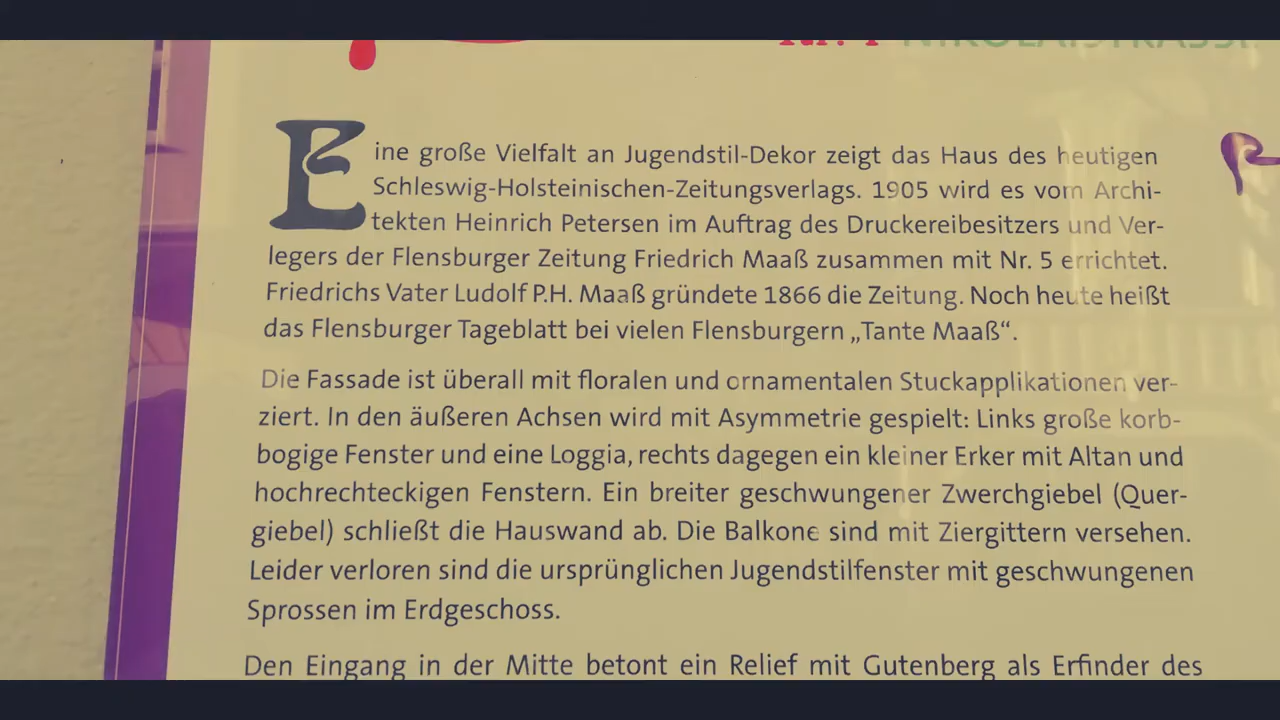 Nr. 1 NIKOLAISTRASSE
Eine große Vielfalt an Jugendstil-Dekor zeigt das Haus des heutigen
Schleswig-Holsteinischen-Zeitungsverlags. 1905 wird es vom Archi-
tekten Heinrich Petersen im Auftrag des Druckereibesitzers und Ver-
legers der Flensburger Zeitung Friedrich Maaß zusammen mit Nr. 5 errichtet.
Friedrichs Vater Ludolf P.H. Maaß gründete 1866 die Zeitung. Noch heute heißt
das Flensburger Tageblatt bei vielen Flensburgern „Tante Maaß“.
Die Fassade ist überall mit floralen und ornamentalen Stuckapplikationen ver-
ziert. In den äußeren Achsen wird mit Asymmetrie gespielt: Links große korb-
bogige Fenster und eine Loggia, rechts dagegen ein kleiner Erker mit Altan und
hochrechteckigen Fenstern. Ein breiter geschwungener Zwerchgiebel (Quer-
giebel) schließt die Hauswand ab. Die Balkone sind mit Ziergittern versehen.
Leider verloren sind die ursprünglichen Jugendstilfenster mit geschwungenen
Sprossen im Erdgeschoss.
Den Eingang in der Mitte betont ein Relief mit Gutenberg als Erfinder des